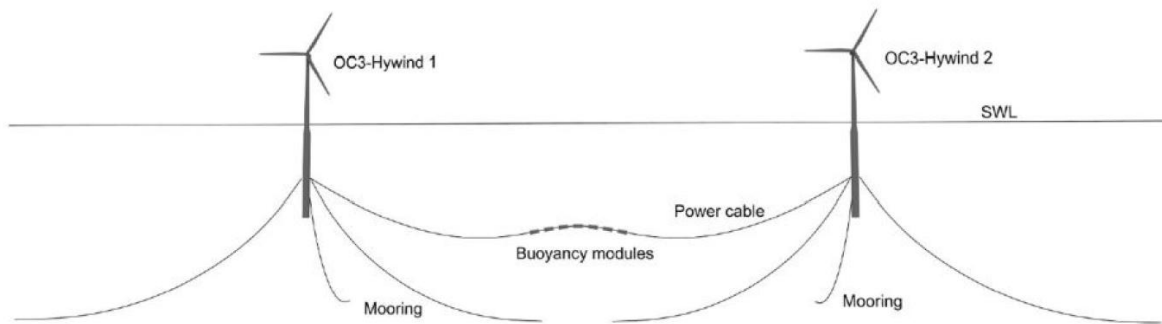 OC3-Hywind 1
OC3-Hywind 2
SWL
Power cable
Buoyancy modules
Mooring
Mooring